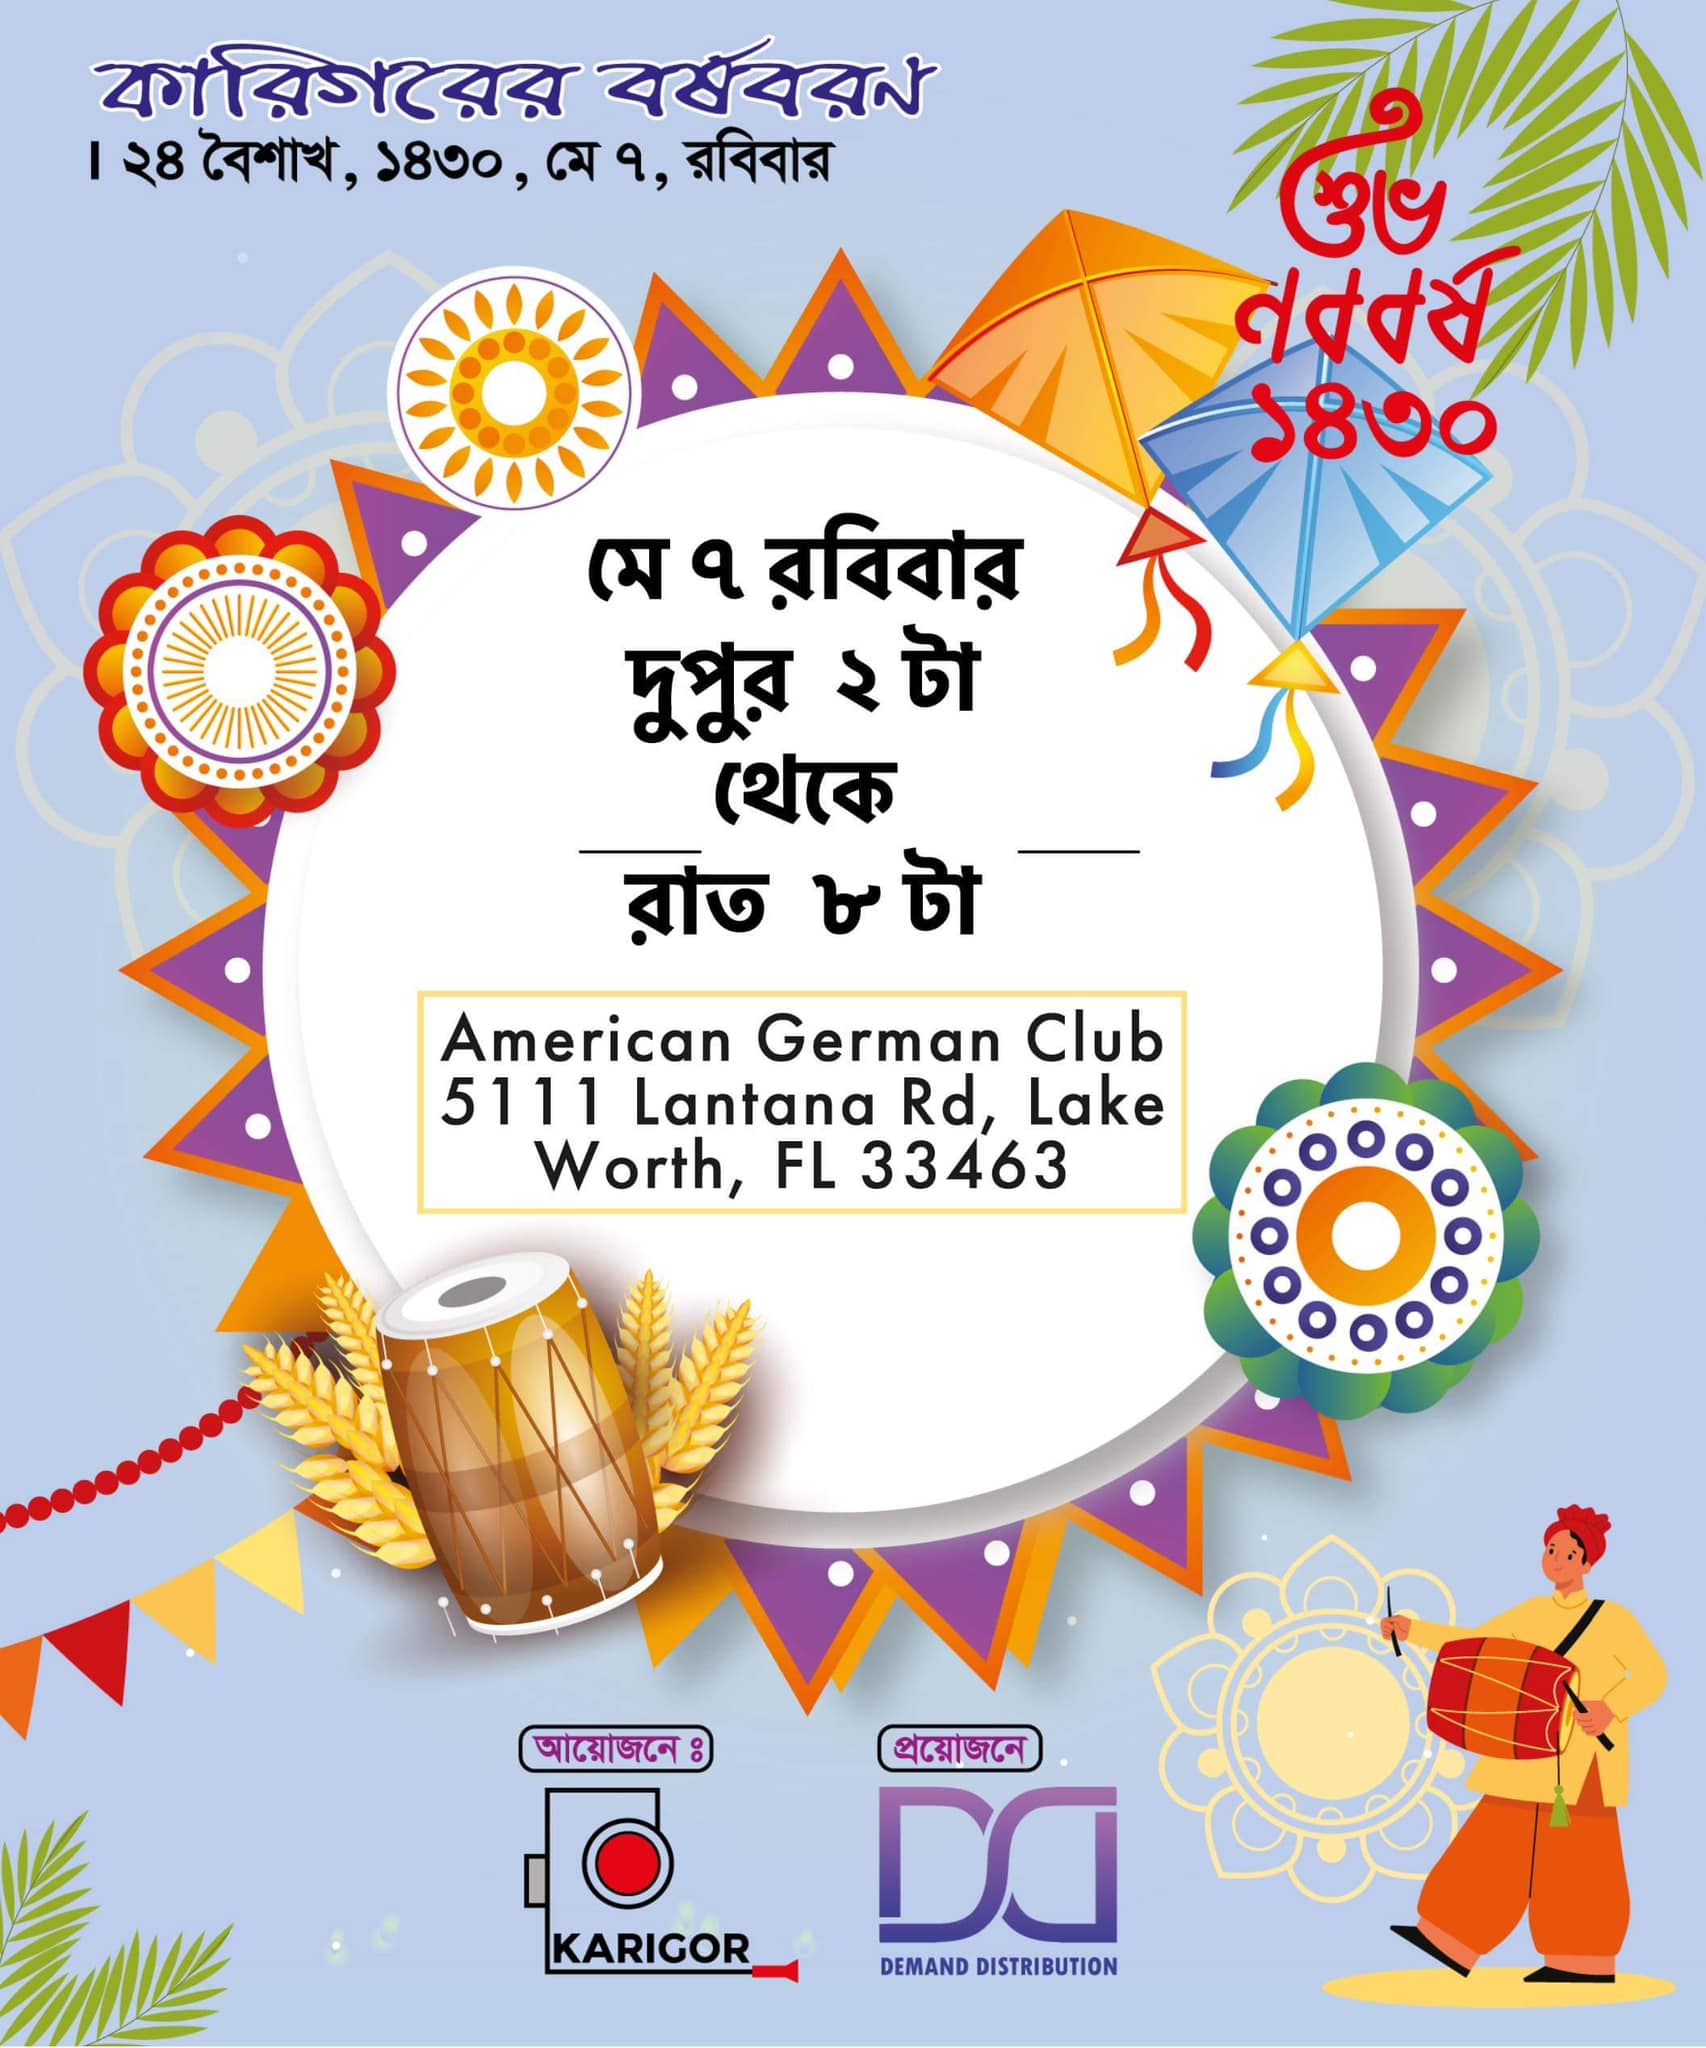 কারিগরের বর্ষবরণ
। ২৪ বৈশাখ, ১৪৩০, মে ৭, রবিবার
শুভ
নববর্ষ
১৪৩০
মে ৭ রবিবার
দুপুর ২ টা
থেকে
রাত ৮ টা
American German Club
5111 Lantana Rd, Lake
Worth, FL 33463
আয়োজনে ঃ
প্রয়োজনে
KARIGOR
DD
DEMAND DISTRIBUTION